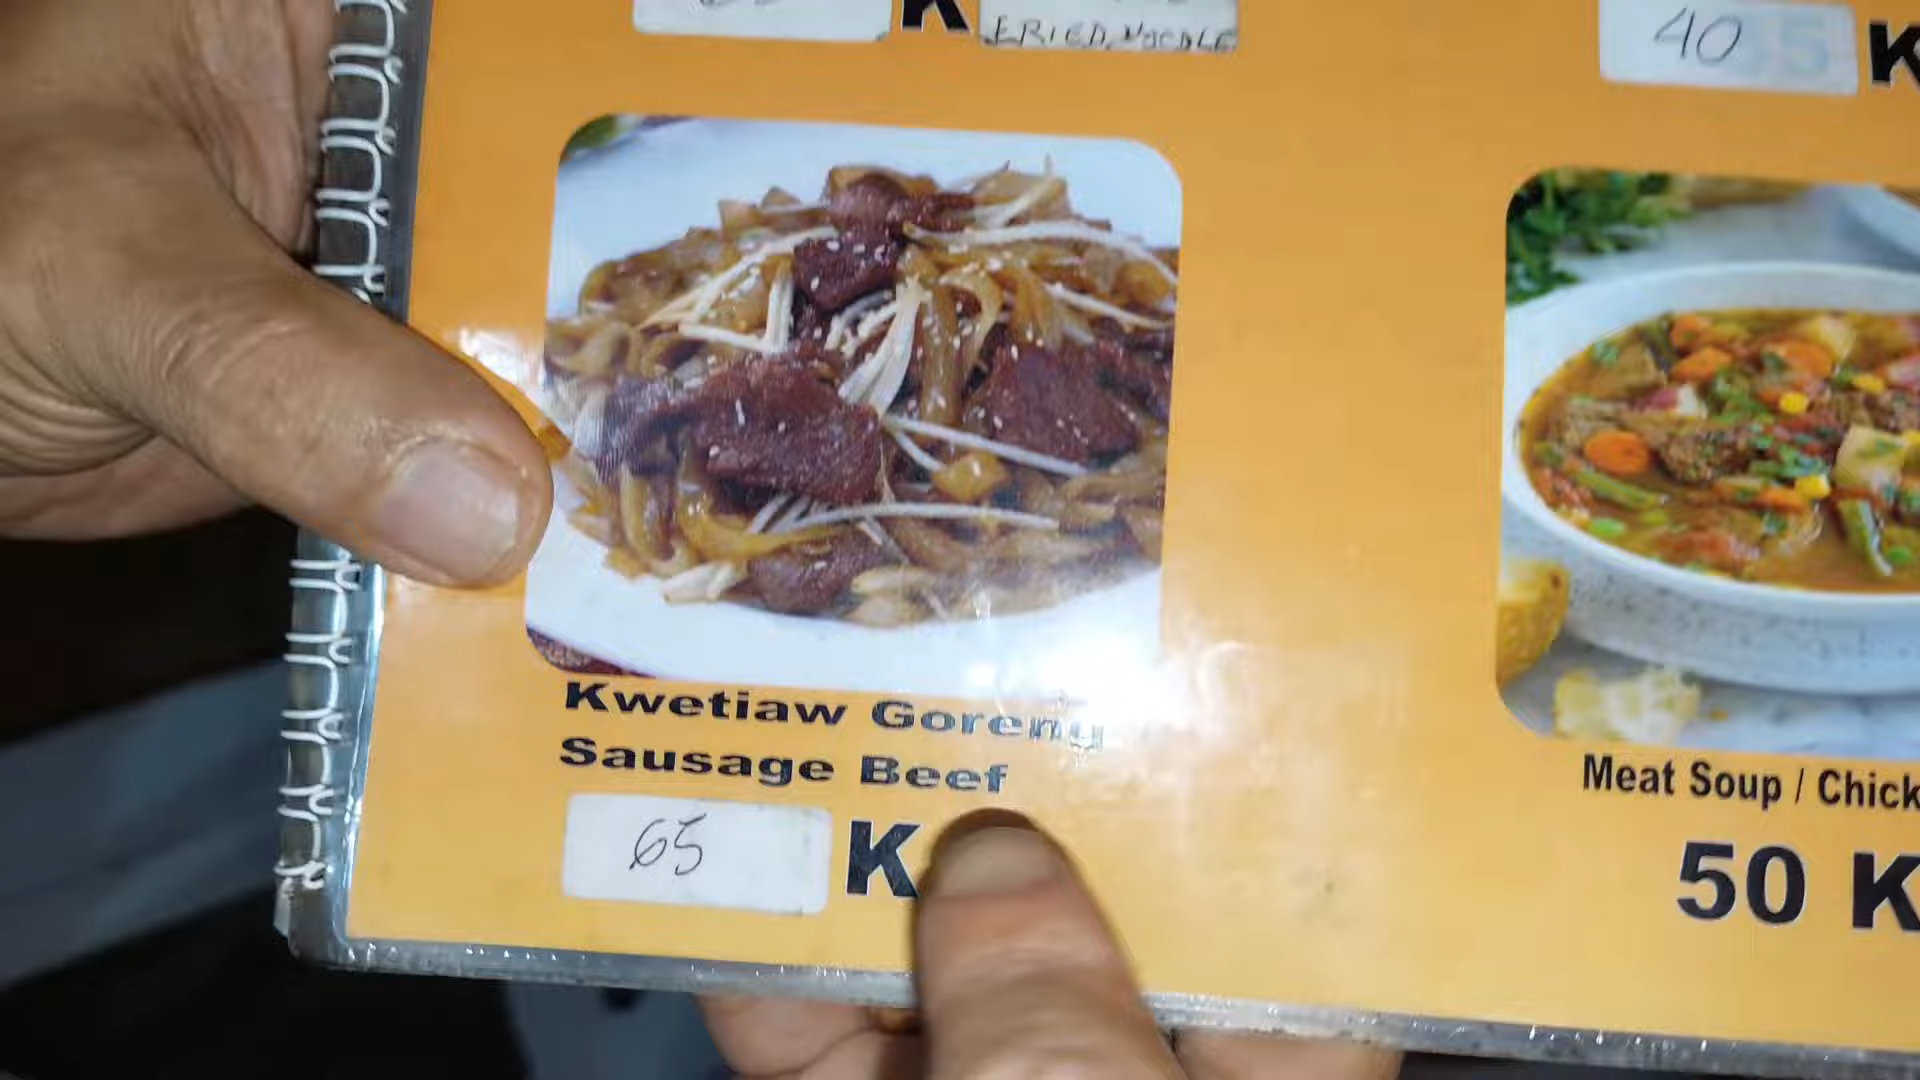 K
FRIED NOODLE
40 K
Kwetiaw Goreng
Sausage Beef
65 K
Meat Soup / Chick
50 K